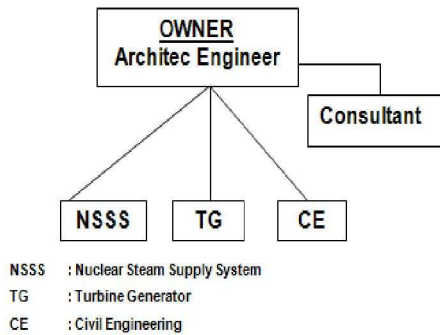 OWNER
Architec Engineer
Consultant
NSSS
TG
CE
NSSS : Nuclear Steam Supply System
TG : Turbine Generator
CE : Civil Engineering